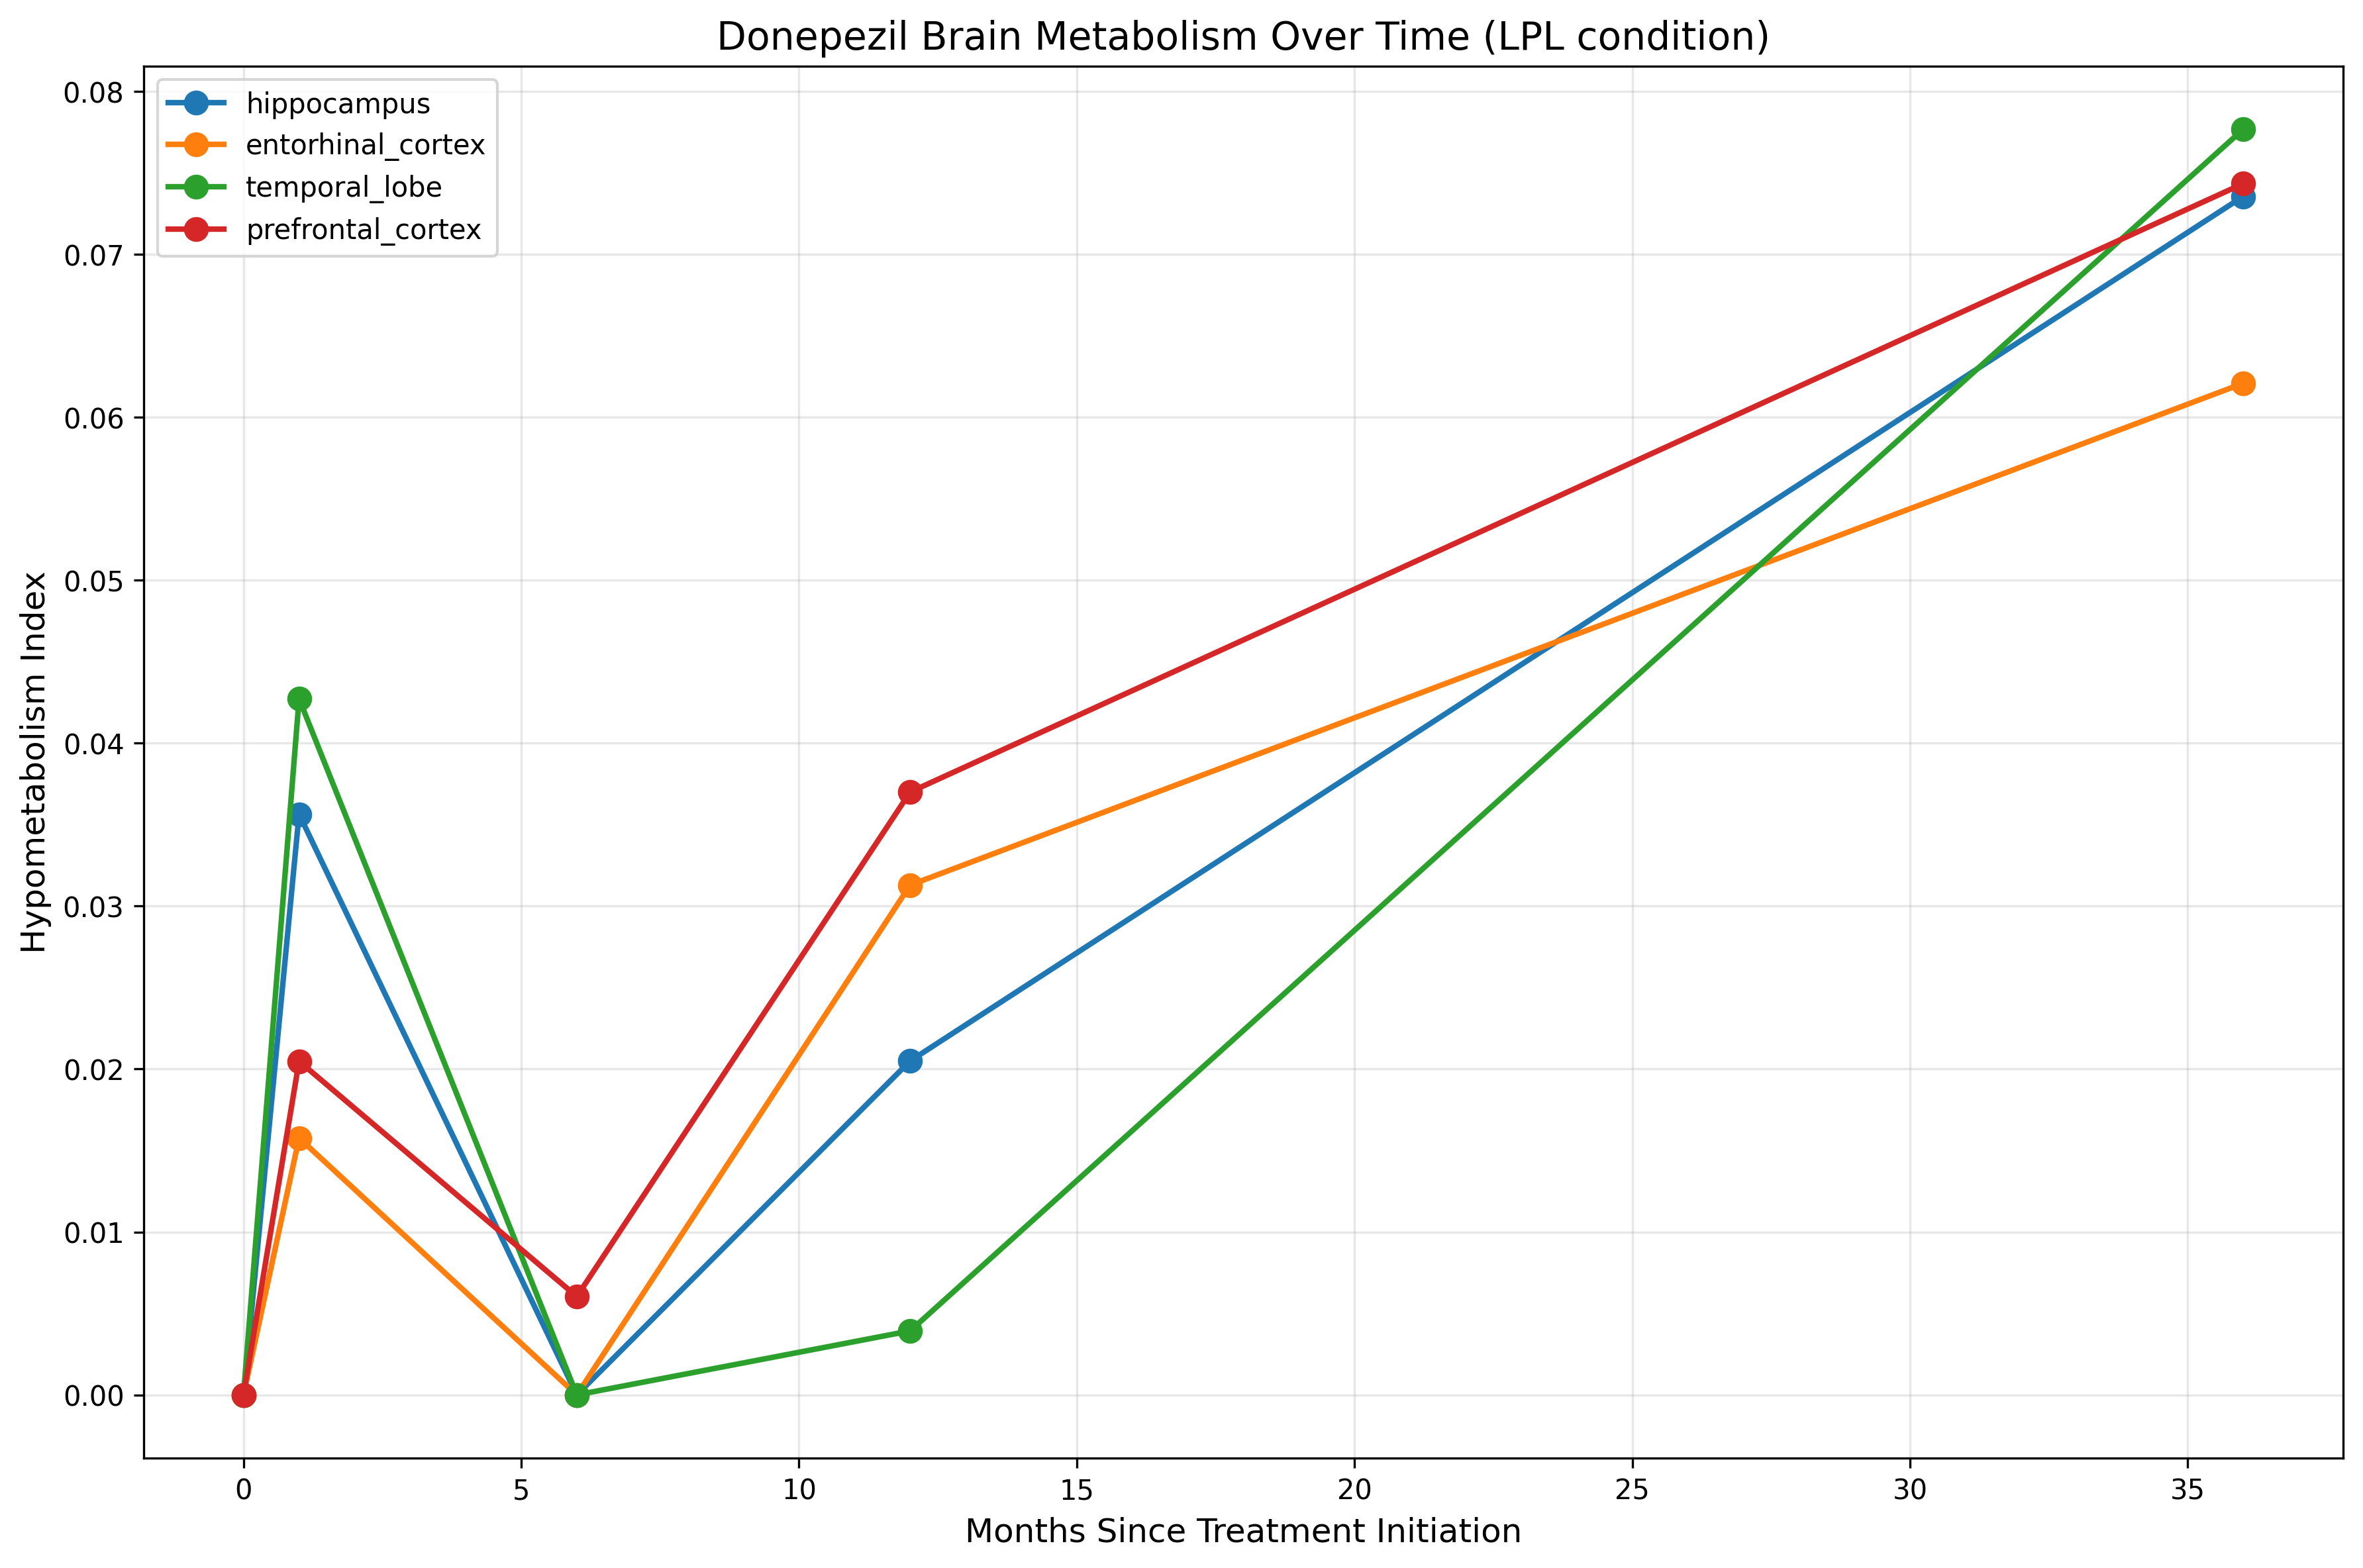 Donepezil Brain Metabolism Over Time (LPL condition)
hippocampus
entorhinal_cortex
temporal_lobe
prefrontal_cortex
Hypometabolism Index
0.08
0.07
0.06
0.05
0.04
0.03
0.02
0.01
0.00
0 5 10 15 20 25 30 35
Months Since Treatment Initiation